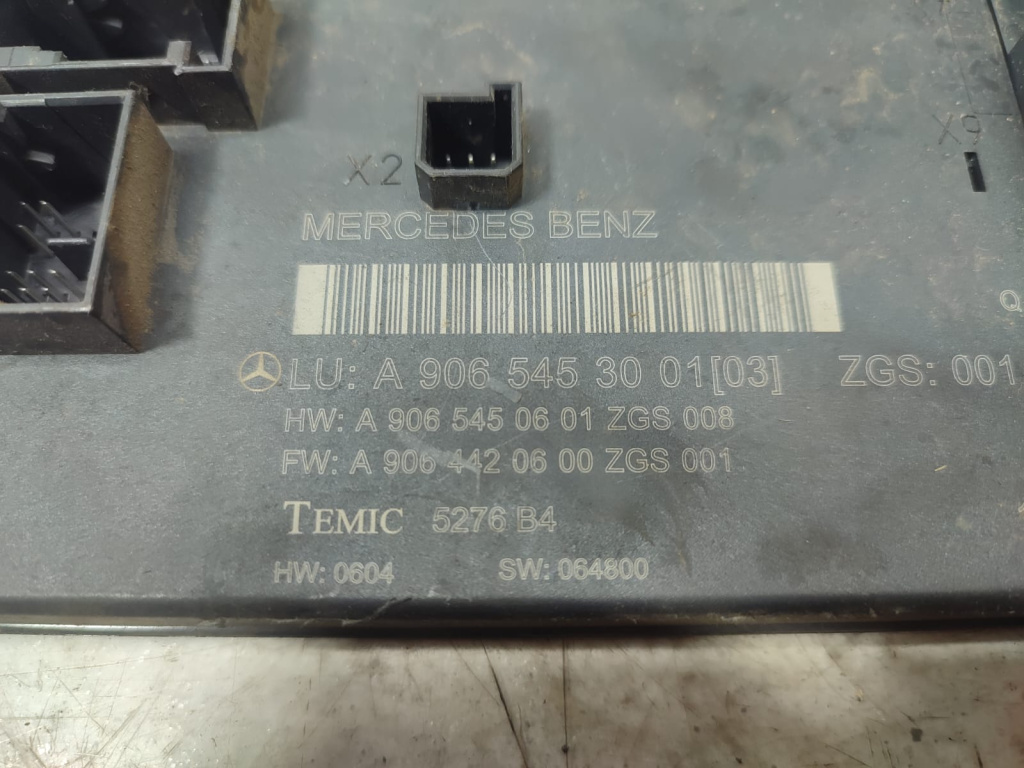 X2
X9
MERCEDES BENZ
Q
LU: A 906 545 30 01[03] ZGS: 001
HW: A 906 545 06 01 ZGS 008
FW: A 906 442 06 00 ZGS 001
TEMIC 5276 B4
HW: 0604 SW: 064800